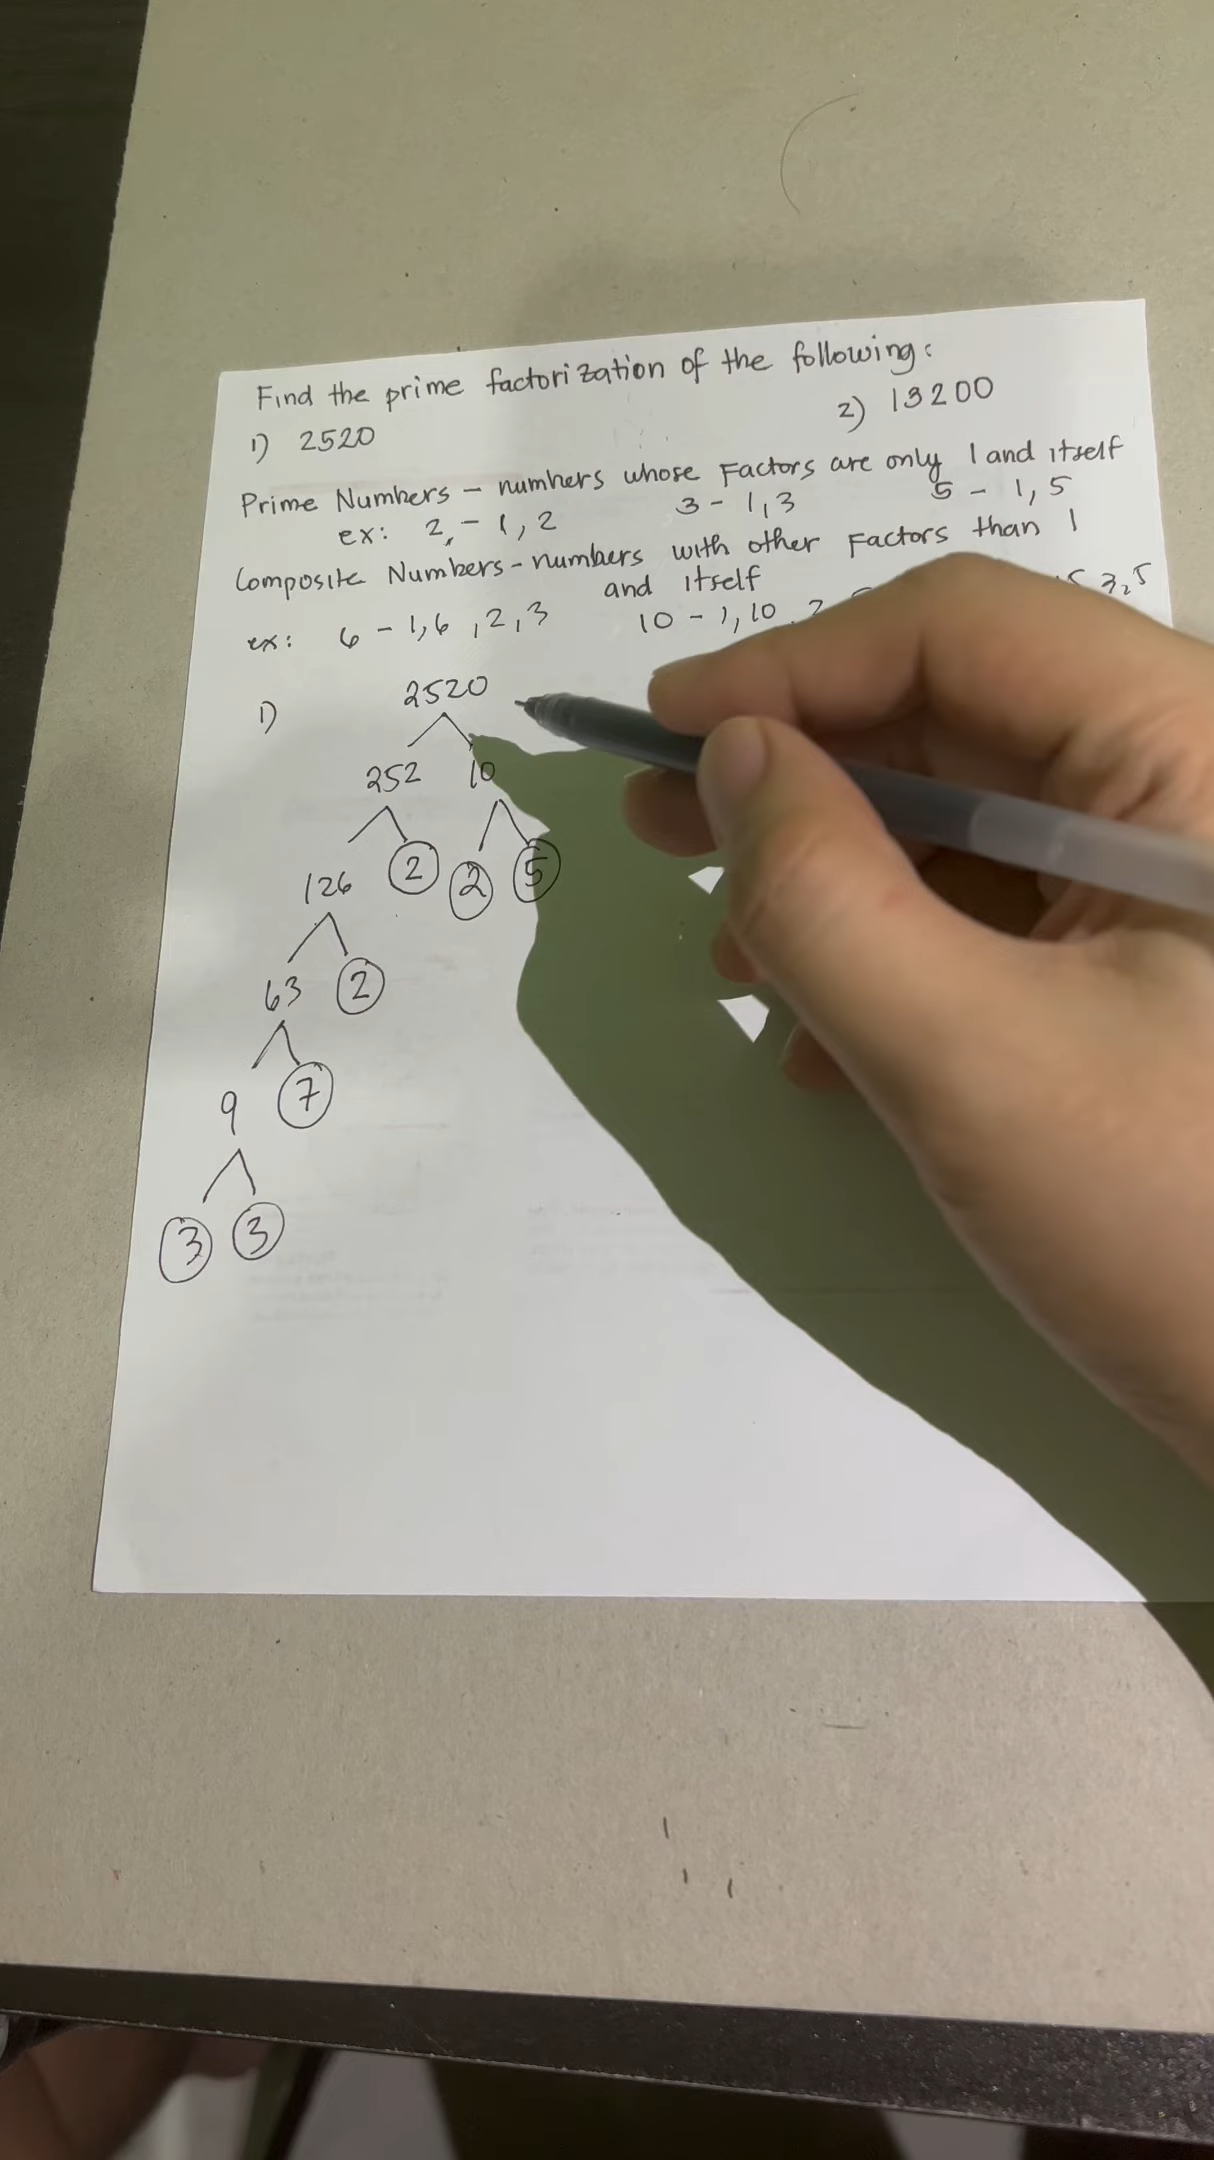 Find the prime factorization of the following:
1) 2520 2) 13200
Prime Numbers - numbers whose Factors are only 1 and itself
ex: 2, - 1, 2 3 - 1, 3 5 - 1, 5
Composite Numbers - numbers with other Factors than 1
and itself
ex: 6 - 1, 6, 2, 3 10 - 1, 10 3, 5
1) 2520
252 10
126 2 2 5
63 2
9 7
3 3